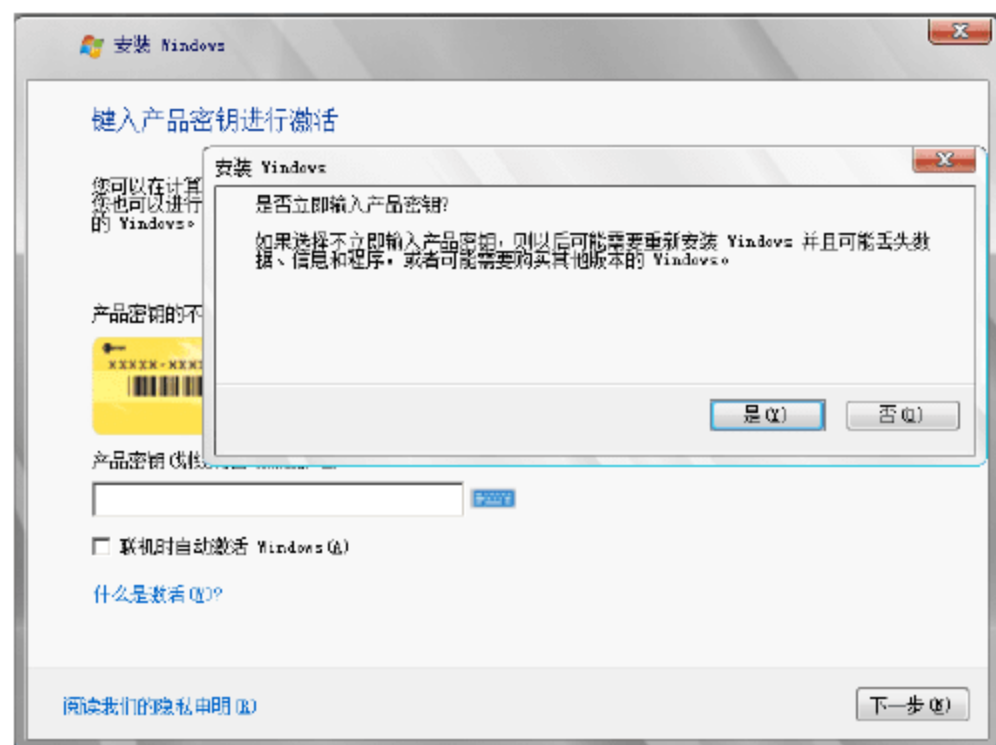 安装 Windows
键入产品密钥进行激活
安装 Windows
您可以在计算
您也可以进行
的 Windows。
是否立即输入产品密钥?
如果选择不立即输入产品密钥，则以后可能需要重新安装 Windows 并且可能丢失数
据、信息和程序，或者可能需要购买其他版本的 Windows。
产品密钥的不
XXXXX-XXX
是(Y)
否(N)
产品密钥
联机时自动激活 Windows(A)
什么是激活(W)?
阅读我们的隐私申明(R)
下一步(N)